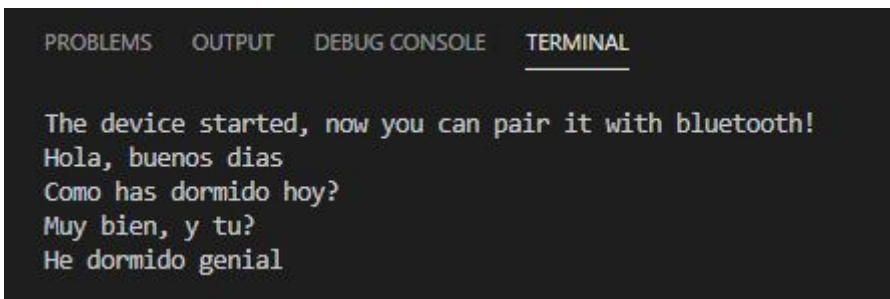 PROBLEMS OUTPUT DEBUG CONSOLE TERMINAL
The device started, now you can pair it with bluetooth!
Hola, buenos dias
Como has dormido hoy?
Muy bien, y tu?
He dormido genial